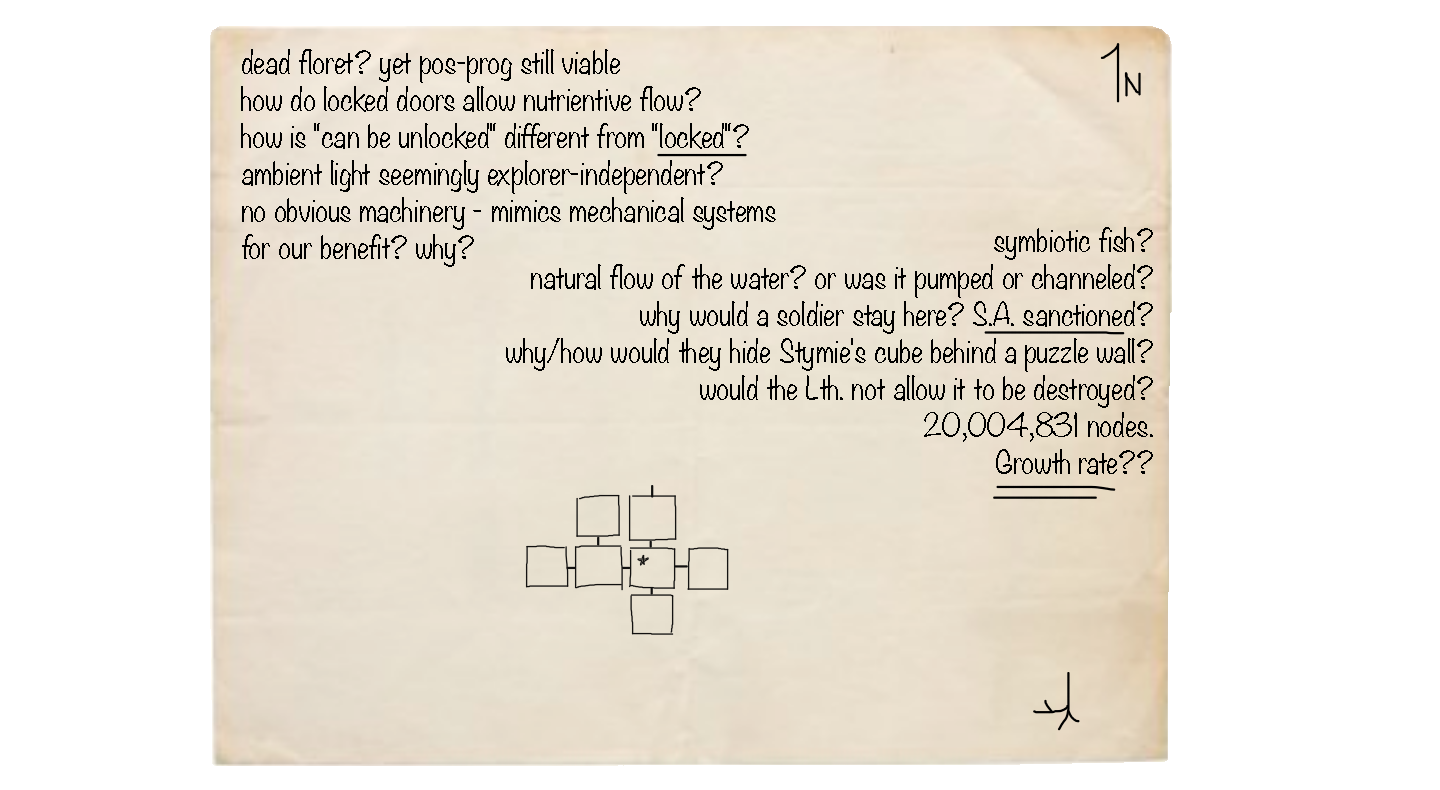 dead floret? yet pos-prog still viable
how do locked doors allow nutrientive flow?
how is "can be unlocked" different from "locked"?
ambient light seemingly explorer-independent?
no obvious machinery - mimics mechanical systems
for our benefit? why?
N
symbiotic fish?
natural flow of the water? or was it pumped or channeled?
why would a soldier stay here? S.A. sanctioned?
why/how would they hide Stymie's cube behind a puzzle wall?
would the Lth. not allow it to be destroyed?
20,004,831 nodes.
Growth rate??
*